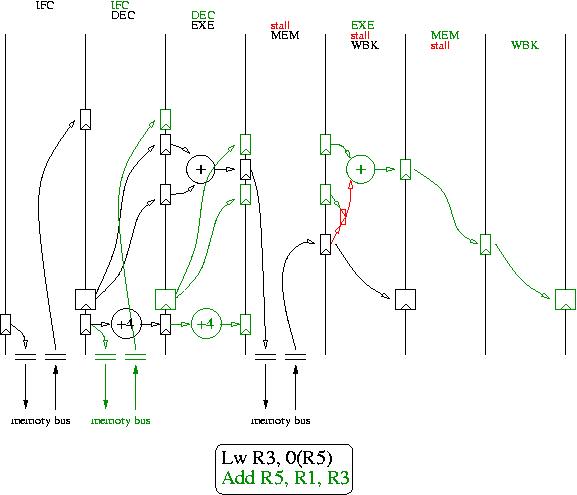 IFC
IFC
DEC
DEC
EXE
stall
MEM
EXE
stall
WBK
MEM
stall
WBK
+
+
+4
+4
memory bus
memory bus
memory bus
Lw R3, 0(R5)
Add R5, R1, R3